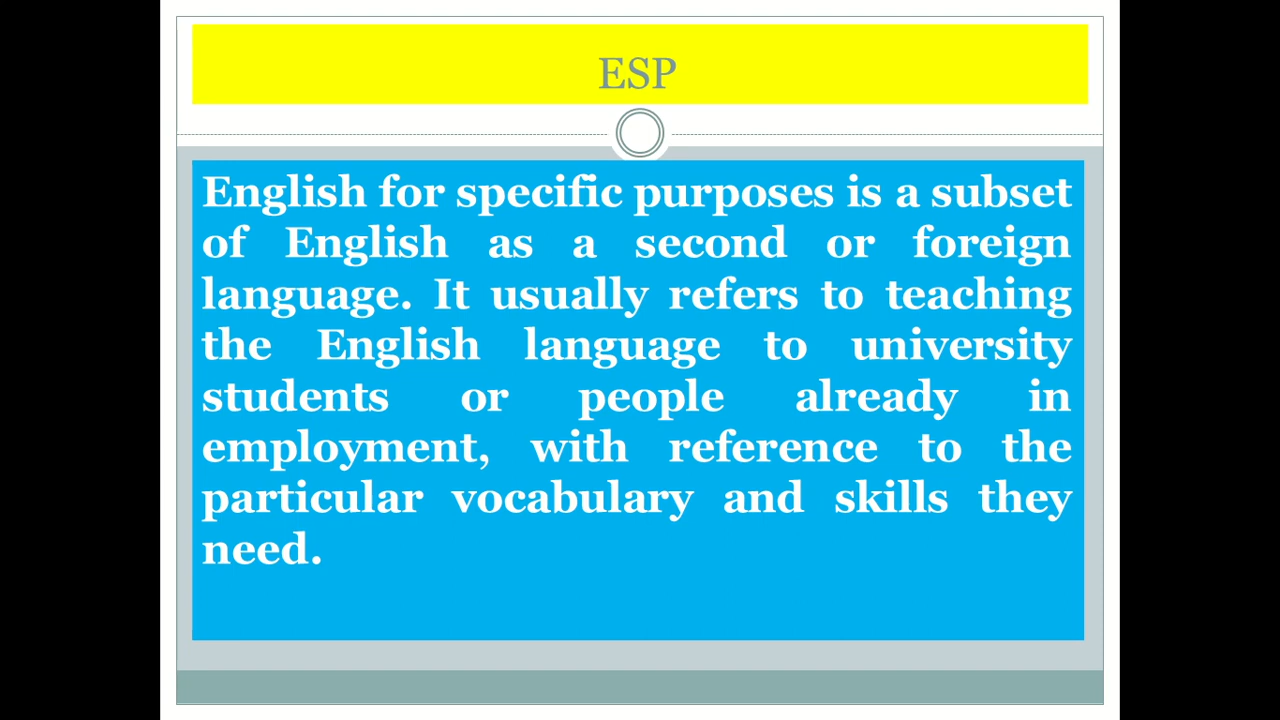 ESP
English for specific purposes is a subset
of English as a second or foreign
language. It usually refers to teaching
the English language to university
students or people already in
employment, with reference to the
particular vocabulary and skills they
need.